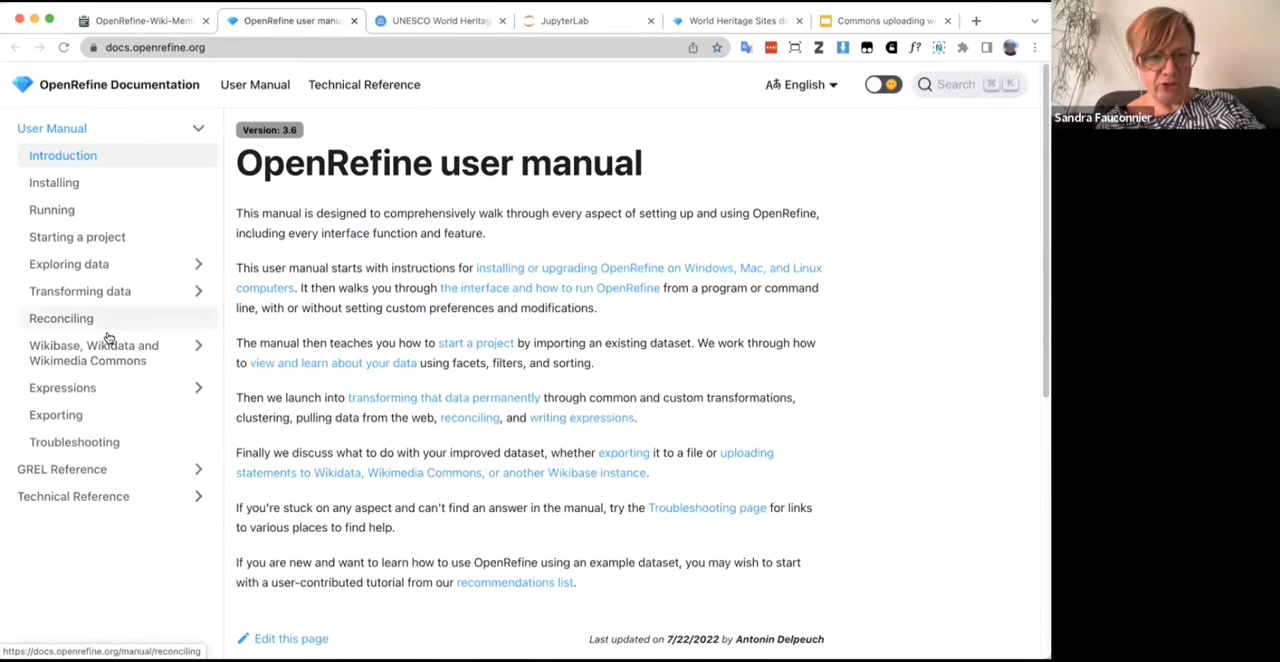 OpenRefine-Wiki-Ment
OpenRefine user manu
UNESCO World Heritag
JupyterLab
World Heritage Sites d
Commons uploading w
docs.openrefine.org
OpenRefine Documentation
User Manual
Technical Reference
English
Search
⌘ K
Sandra Fauconnier
User Manual
Introduction
Installing
Running
Starting a project
Exploring data
Transforming data
Reconciling
Wikibase, Wikidata and
Wikimedia Commons
Expressions
Exporting
Troubleshooting
GREL Reference
Technical Reference
Version: 3.6
OpenRefine user manual
This manual is designed to comprehensively walk through every aspect of setting up and using OpenRefine,
including every interface function and feature.
This user manual starts with instructions for installing or upgrading OpenRefine on Windows, Mac, and Linux
computers. It then walks you through the interface and how to run OpenRefine from a program or command
line, with or without setting custom preferences and modifications.
The manual then teaches you how to start a project by importing an existing dataset. We work through how
to view and learn about your data using facets, filters, and sorting.
Then we launch into transforming that data permanently through common and custom transformations,
clustering, pulling data from the web, reconciling, and writing expressions.
Finally we discuss what to do with your improved dataset, whether exporting it to a file or uploading
statements to Wikidata, Wikimedia Commons, or another Wikibase instance.
If you're stuck on any aspect and can't find an answer in the manual, try the Troubleshooting page for links
to various places to find help.
If you are new and want to learn how to use OpenRefine using an example dataset, you may wish to start
with a user-contributed tutorial from our recommendations list.
Edit this page
Last updated on 7/22/2022 by Antonin Delpeuch
https://docs.openrefine.org/manual/reconciling